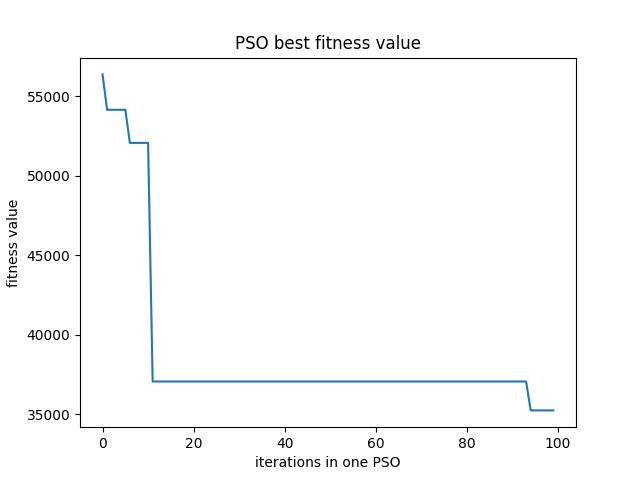 PSO best fitness value
fitness value
55000
50000
45000
40000
35000
0 20 40 60 80 100
iterations in one PSO